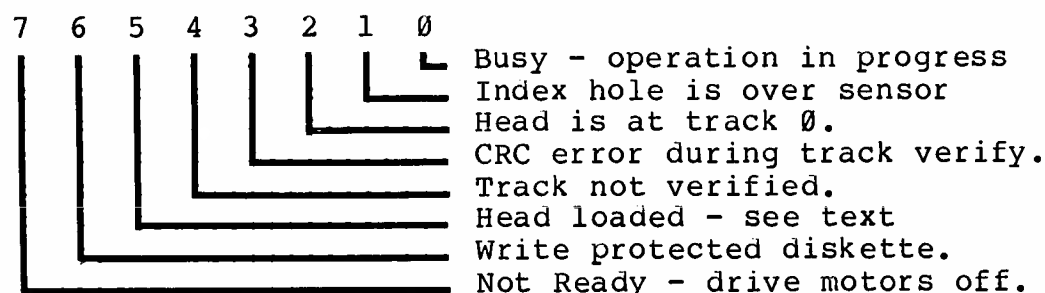 7 6 5 4 3 2 1 Ø
Busy - operation in progress
Index hole is over sensor
Head is at track Ø.
CRC error during track verify.
Track not verified.
Head loaded - see text
Write protected diskette.
Not Ready - drive motors off.